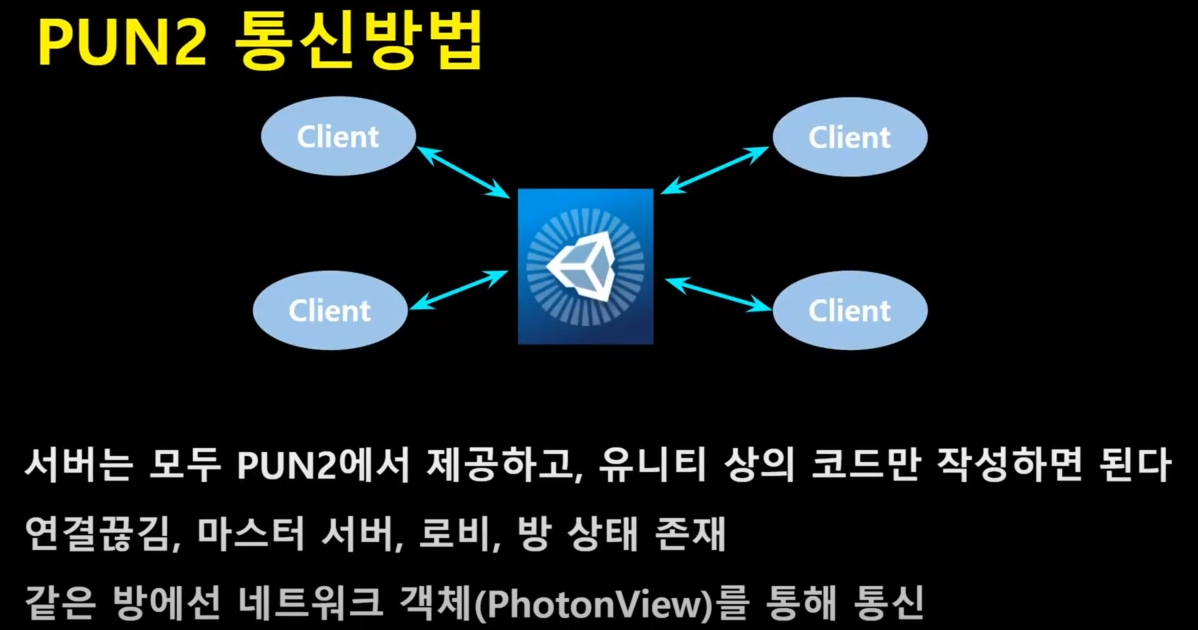 PUN2 통신방법
Client
Client
Client
Client
서버는 모두 PUN2에서 제공하고, 유니티 상의 코드만 작성하면 된다
연결끊김, 마스터 서버, 로비, 방 상태 존재
같은 방에선 네트워크 객체(PhotonView)를 통해 통신